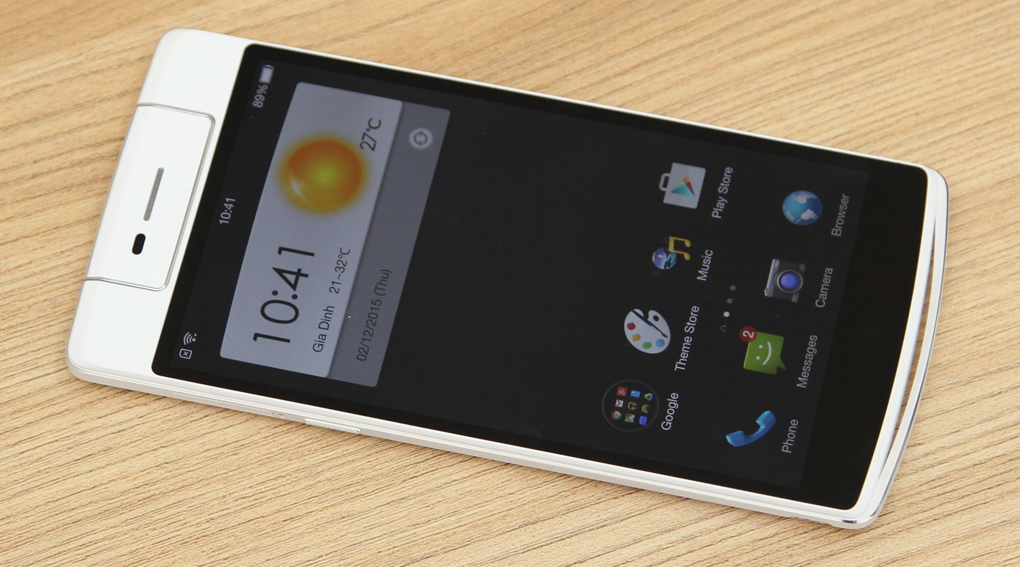 10:41
89%
10:41
27°C
Gia Dinh 21~32°C
02/12/2015 (Thu)
Google
Theme Store
Music
Play Store
Phone
2
Messages
Camera
Browser